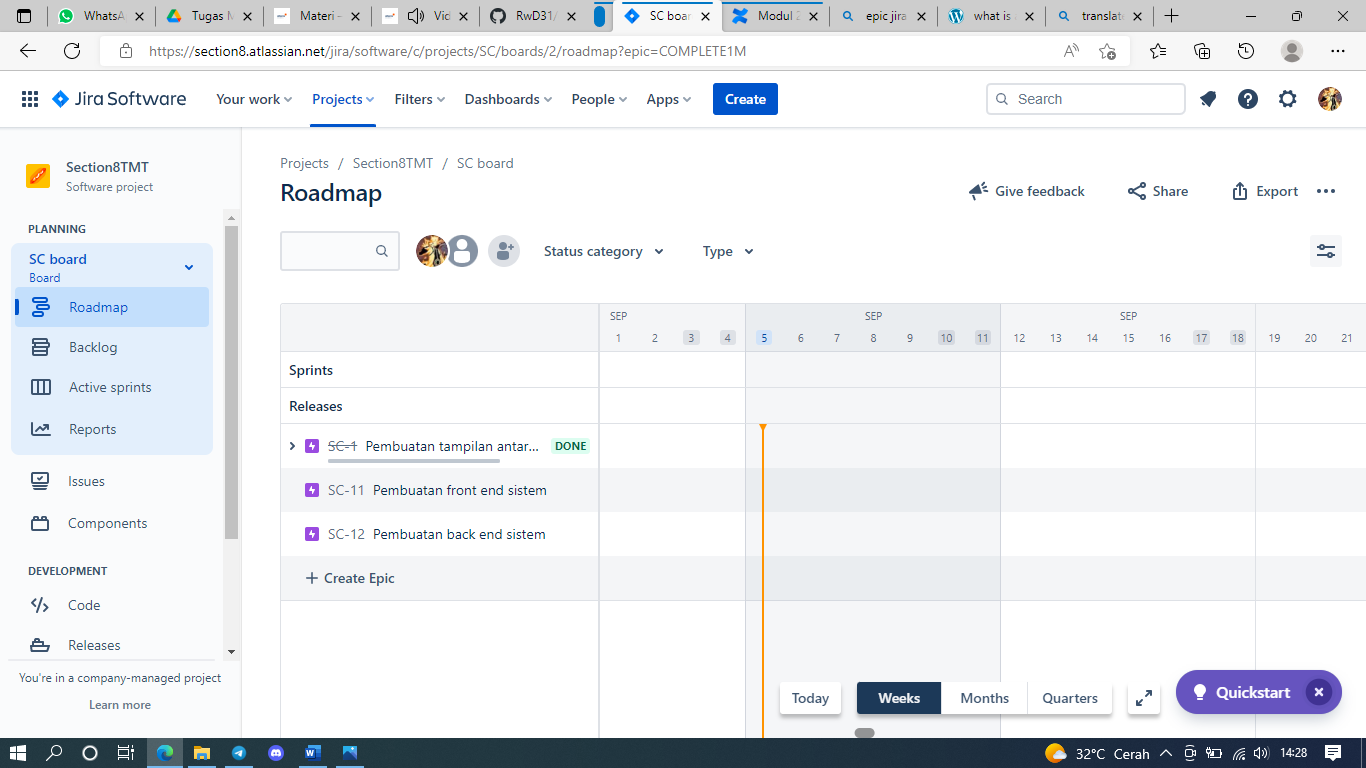 WhatsA
Tugas M
Materi -
Vid
RwD31/
SC boar
Modul 2
epic jira
what is a
translate
https://section8.atlassian.net/jira/software/c/projects/SC/boards/2/roadmap?epic=COMPLETE1M
Jira Software
Your work
Projects
Filters
Dashboards
People
Apps
Create
Search
Section8TMT
Software project
PLANNING
SC board
Board
Roadmap
Backlog
Active sprints
Reports
Issues
Components
DEVELOPMENT
Code
Releases
You're in a company-managed project
Learn more
Projects / Section8TMT / SC board
Roadmap
Give feedback
Share
Export
Status category
Type
SEP SEP SEP
1 2 3 4 5 6 7 8 9 10 11 12 13 14 15 16 17 18 19 20 21
Sprints
Releases
SC-1 Pembuatan tampilan antar... DONE
SC-11 Pembuatan front end sistem
SC-12 Pembuatan back end sistem
+ Create Epic
Today
Weeks
Months
Quarters
Quickstart
32°C Cerah
14:28